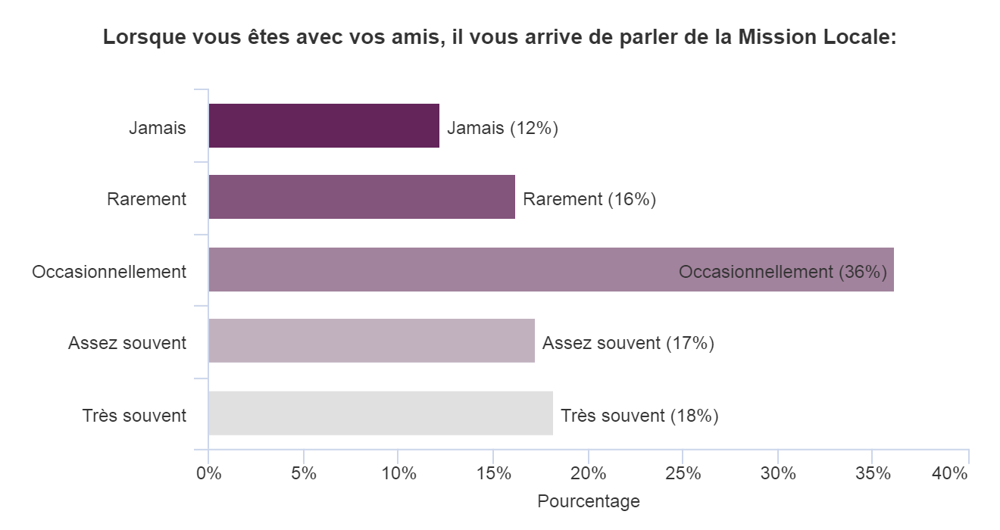 Lorsque vous êtes avec vos amis, il vous arrive de parler de la Mission Locale:
Jamais
Jamais (12%)
Rarement
Rarement (16%)
Occasionnellement
Occasionnellement (36%)
Assez souvent
Assez souvent (17%)
Très souvent
Très souvent (18%)
0% 5% 10% 15% 20% 25% 30% 35% 40%
Pourcentage